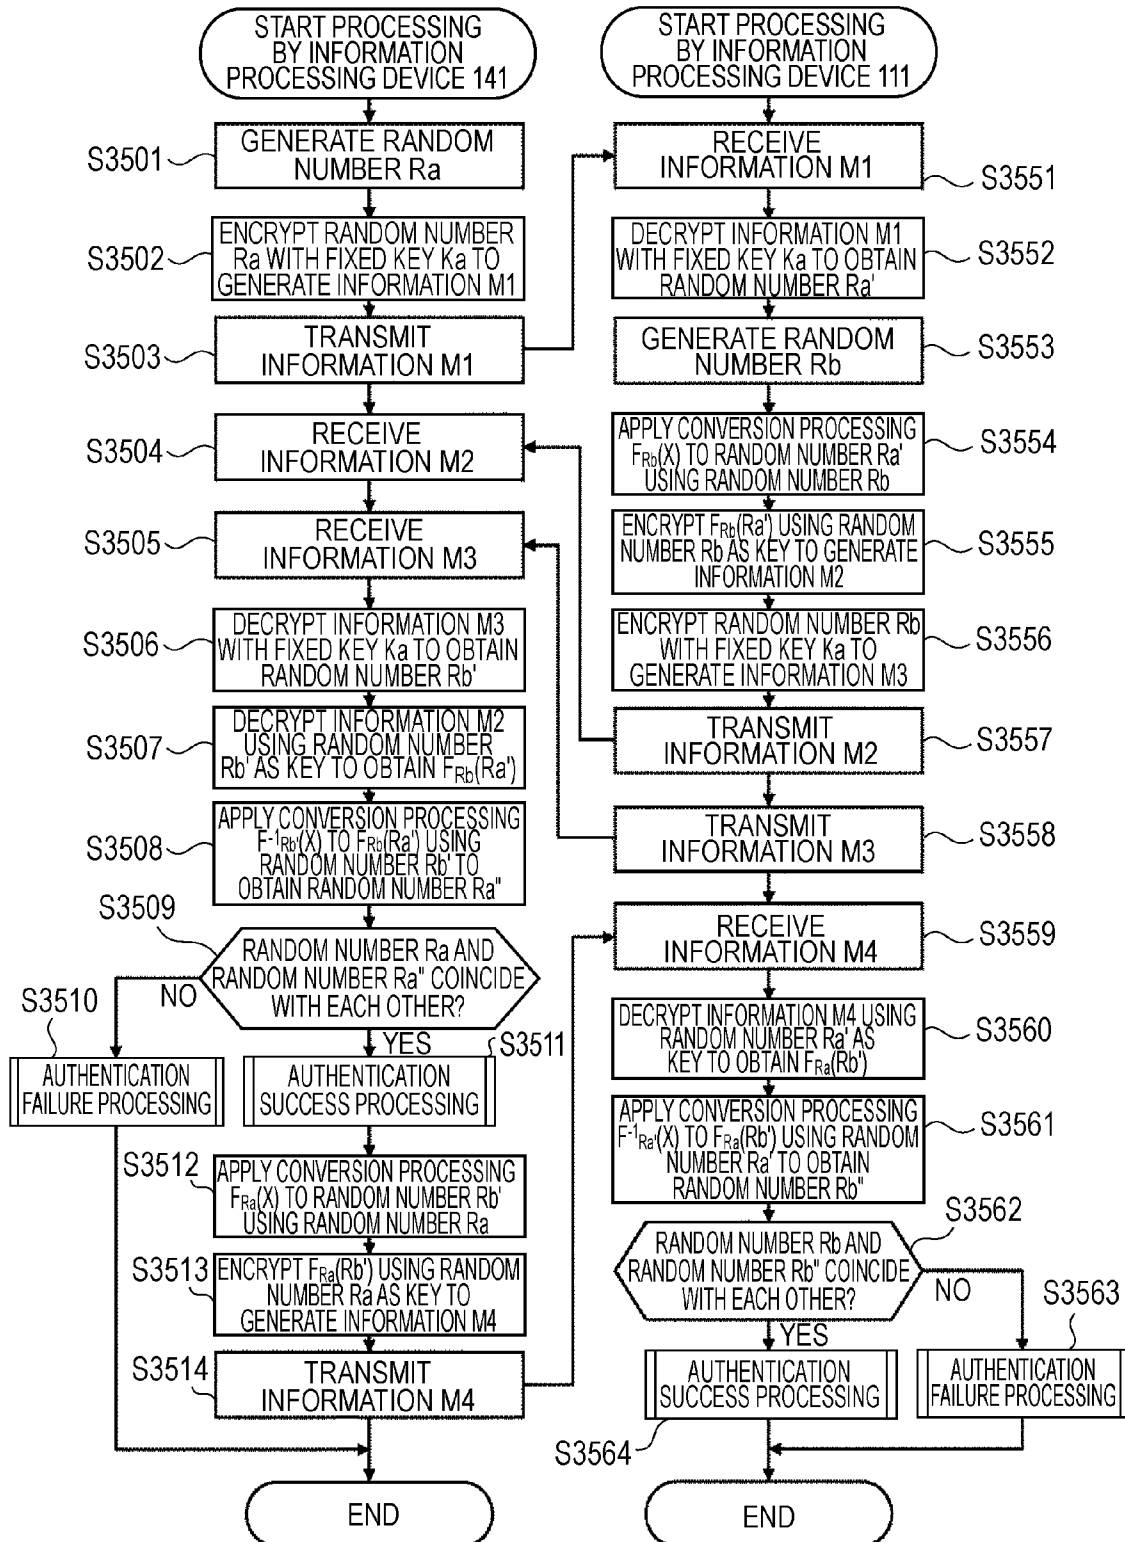 START PROCESSING
BY INFORMATION
PROCESSING DEVICE 141
S3501
GENERATE RANDOM
NUMBER Ra
S3502
ENCRYPT RANDOM NUMBER
Ra WITH FIXED KEY Ka TO
GENERATE INFORMATION M1
S3503
TRANSMIT
INFORMATION M1
S3504
RECEIVE
INFORMATION M2
S3505
RECEIVE
INFORMATION M3
S3506
DECRYPT INFORMATION M3
WITH FIXED KEY Ka TO OBTAIN
RANDOM NUMBER Rb'
S3507
DECRYPT INFORMATION M2
USING RANDOM NUMBER
Rb' AS KEY TO OBTAIN FRb(Ra')
S3508
APPLY CONVERSION PROCESSING
F-1Rb'(X) TO FRb(Ra') USING
RANDOM NUMBER Rb' TO
OBTAIN RANDOM NUMBER Ra"
S3509
RANDOM NUMBER Ra AND
RANDOM NUMBER Ra" COINCIDE
WITH EACH OTHER?
NO
YES
S3510
AUTHENTICATION
FAILURE PROCESSING
S3511
AUTHENTICATION
SUCCESS PROCESSING
S3512
APPLY CONVERSION PROCESSING
FRa(X) TO RANDOM NUMBER Rb'
USING RANDOM NUMBER Ra
S3513
ENCRYPT FRa(Rb') USING RANDOM
NUMBER Ra AS KEY TO
GENERATE INFORMATION M4
S3514
TRANSMIT
INFORMATION M4
END
START PROCESSING
BY INFORMATION
PROCESSING DEVICE 111
RECEIVE
INFORMATION M1
S3551
DECRYPT INFORMATION M1
WITH FIXED KEY Ka TO OBTAIN
RANDOM NUMBER Ra'
S3552
GENERATE RANDOM
NUMBER Rb
S3553
APPLY CONVERSION PROCESSING
FRb(X) TO RANDOM NUMBER Ra'
USING RANDOM NUMBER Rb
S3554
ENCRYPT FRb(Ra') USING RANDOM
NUMBER Rb AS KEY TO GENERATE
INFORMATION M2
S3555
ENCRYPT RANDOM NUMBER Rb
WITH FIXED KEY Ka TO
GENERATE INFORMATION M3
S3556
TRANSMIT
INFORMATION M2
S3557
TRANSMIT
INFORMATION M3
S3558
RECEIVE
INFORMATION M4
S3559
DECRYPT INFORMATION M4 USING
RANDOM NUMBER Ra' AS
KEY TO OBTAIN FRa(Rb')
S3560
APPLY CONVERSION PROCESSING
F-1Ra'(X) TO FRa(Rb') USING RANDOM
NUMBER Ra' TO OBTAIN
RANDOM NUMBER Rb"
S3561
S3562
RANDOM NUMBER Rb AND
RANDOM NUMBER Rb" COINCIDE
WITH EACH OTHER?
NO
YES
S3563
AUTHENTICATION
FAILURE PROCESSING
AUTHENTICATION
SUCCESS PROCESSING
S3564
END